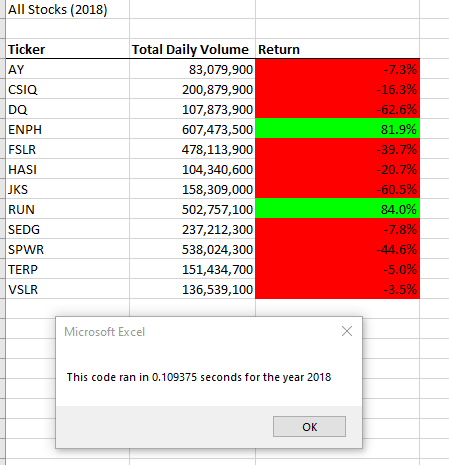 All Stocks (2018)
Ticker Total Daily Volume Return
AY 83,079,900 -7.3%
CSIQ 200,879,900 -16.3%
DQ 107,873,900 -62.6%
ENPH 607,473,500 81.9%
FSLR 478,113,900 -39.7%
HASI 104,340,600 -20.7%
JKS 158,309,000 -60.5%
RUN 502,757,100 84.0%
SEDG 237,212,300 -7.8%
SPWR 538,024,300 -44.6%
TERP 151,434,700 -5.0%
VSLR 136,539,100 -3.5%
Microsoft Excel
This code ran in 0.109375 seconds for the year 2018
OK